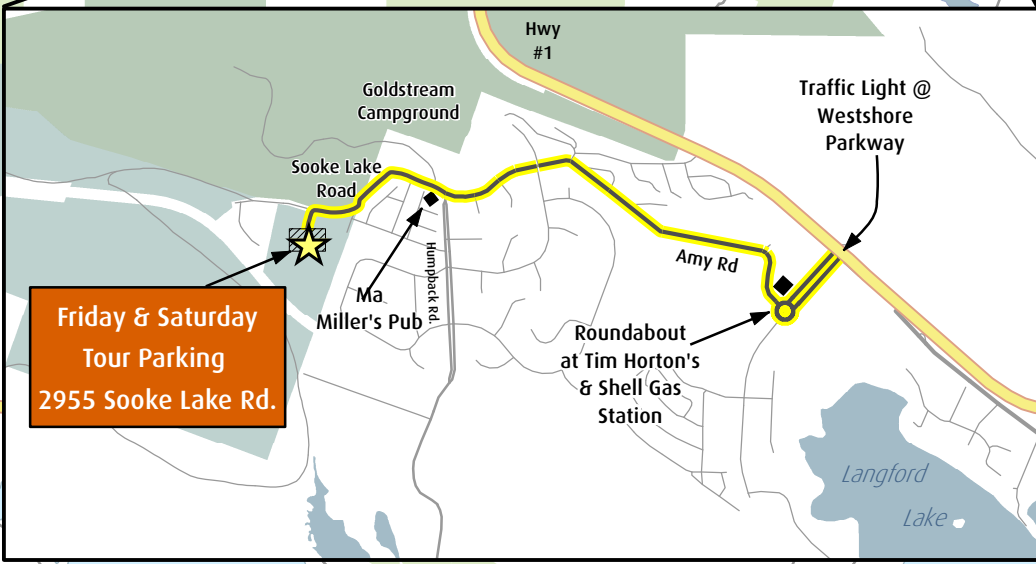 Hwy
#1
Goldstream
Campground
Traffic Light @
Westshore
Parkway
Sooke Lake
Road
Humpback Rd.
Amy Rd
Ma
Miller's Pub
Friday & Saturday
Tour Parking
2955 Sooke Lake Rd.
Roundabout
at Tim Horton's
& Shell Gas
Station
Langford
Lake